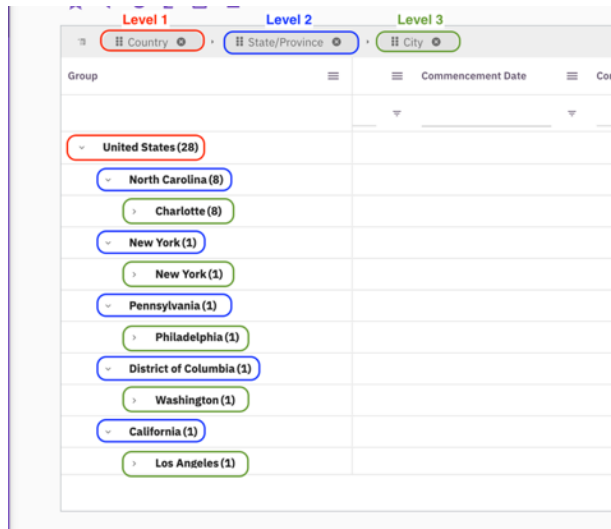 Level 1 Level 2 Level 3
Country State/Province City
Group Commencement Date
United States (28)
North Carolina (8)
Charlotte (8)
New York (1)
New York (1)
Pennsylvania (1)
Philadelphia (1)
District of Columbia (1)
Washington (1)
California (1)
Los Angeles (1)